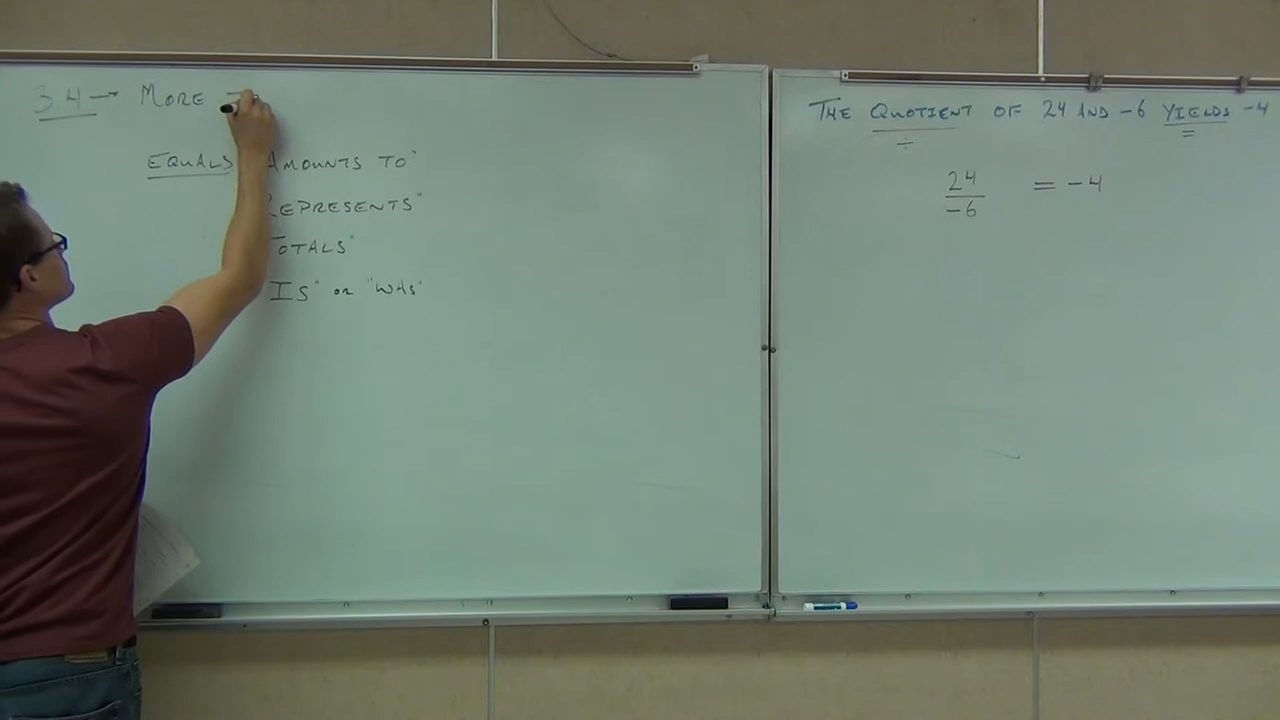 3.4 → MORE T
EQUALS "AMOUNTS TO"
"REPRESENTS"
"TOTALS"
"IS" OR "WAS"
THE QUOTIENT OF 24 AND -6 YIELDS -4
÷ =
24
-6 = -4